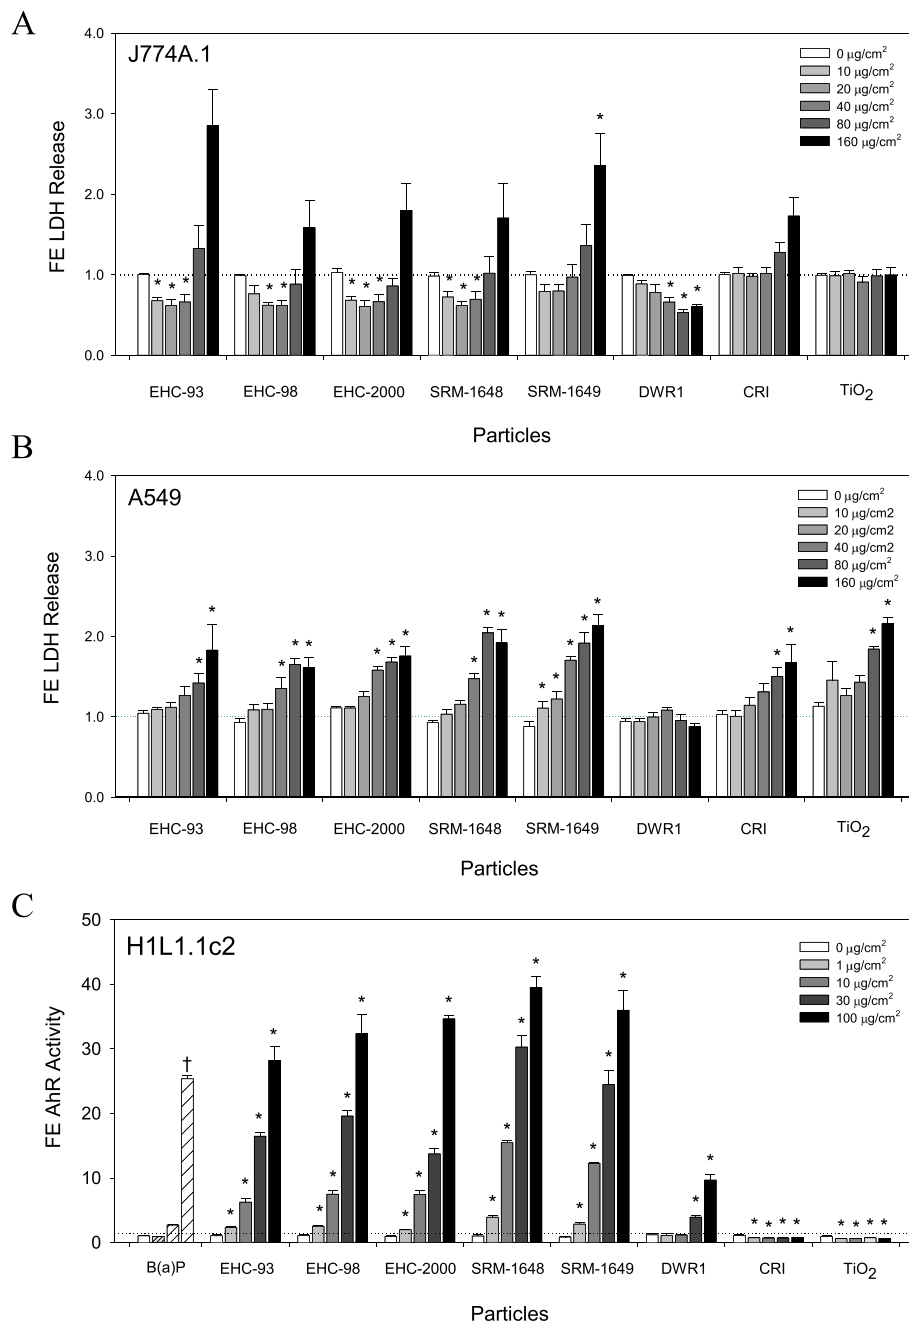 A
J774A.1
4.0
3.0
2.0
1.0
0.0
FE LDH Release
0 μg/cm²
10 μg/cm²
20 μg/cm²
40 μg/cm²
80 μg/cm²
160 μg/cm²
* * * * * * * * * * * * * * * *
EHC-93 EHC-98 EHC-2000 SRM-1648 SRM-1649 DWR1 CRI TiO₂
Particles
B
A549
4.0
3.0
2.0
1.0
0.0
FE LDH Release
0 μg/cm²
10 μg/cm2
20 μg/cm2
40 μg/cm2
80 μg/cm²
160 μg/cm²
* * * * * * * * * * * * * * * * * * * * *
EHC-93 EHC-98 EHC-2000 SRM-1648 SRM-1649 DWR1 CRI TiO₂
Particles
C
H1L1.1c2
50
40
30
20
10
0
FE AhR Activity
0 μg/cm²
1 μg/cm²
10 μg/cm²
30 μg/cm²
100 μg/cm²
† * * * * * * * * * * * * * * * * * * * * * * * * * * * * * *
B(a)P EHC-93 EHC-98 EHC-2000 SRM-1648 SRM-1649 DWR1 CRI TiO₂
Particles